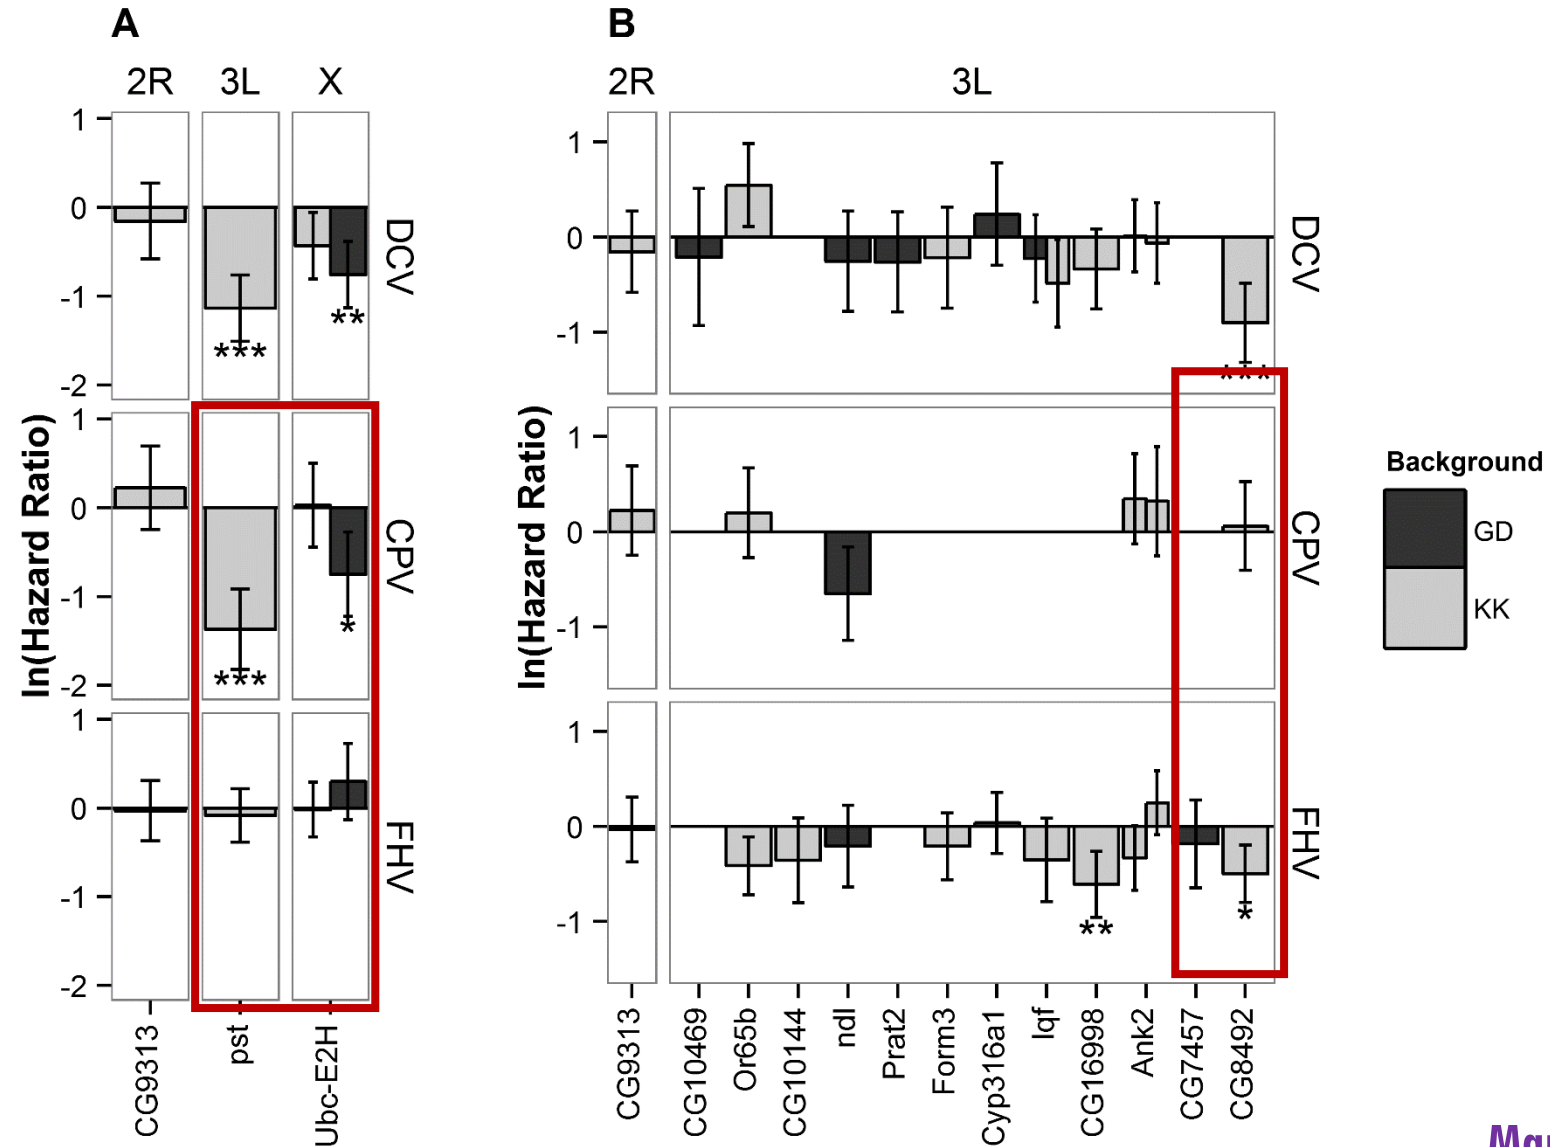 A
B
2R 3L X
2R 3L
ln(Hazard Ratio)
1
0
-1
-2
DCV
***
**
1
0
-1
-2
CPV
***
*
1
0
-1
-2
FHV
CG9313
pst
Ubc-E2H
ln(Hazard Ratio)
1
0
-1
DCV
***
1
0
-1
CPV
1
0
-1
FHV
**
*
CG9313
CG10469
Or65b
CG10144
ndl
Prat2
Form3
Cyp316a1
lqf
CG16998
Ank2
CG7457
CG8492
Background
GD
KK